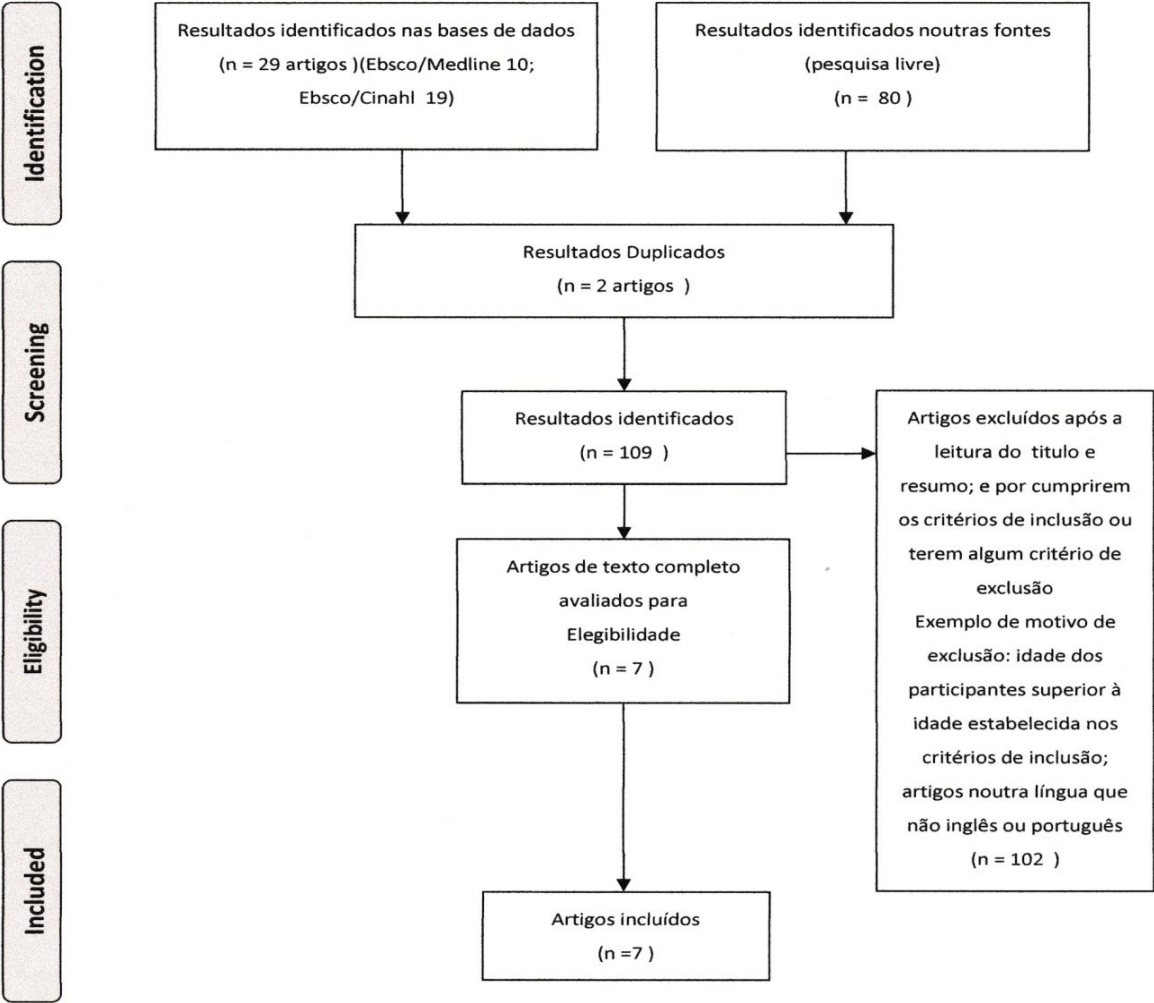 Identification
Resultados identificados nas bases de dados
(n = 29 artigos )(Ebsco/Medline 10;
Ebsco/Cinahl 19)
Resultados identificados noutras fontes
(pesquisa livre)
(n = 80 )
Resultados Duplicados
(n = 2 artigos )
Screening
Resultados identificados
(n = 109 )
Artigos excluídos após a
leitura do titulo e
resumo; e por cumprirem
os critérios de inclusão ou
terem algum critério de
exclusão
Exemplo de motivo de
exclusão: idade dos
participantes superior à
idade estabelecida nos
critérios de inclusão;
artigos noutra língua que
não inglês ou português
(n = 102 )
Eligibility
Artigos de texto completo
avaliados para
Elegibilidade
(n = 7 )
Included
Artigos incluídos
(n =7 )